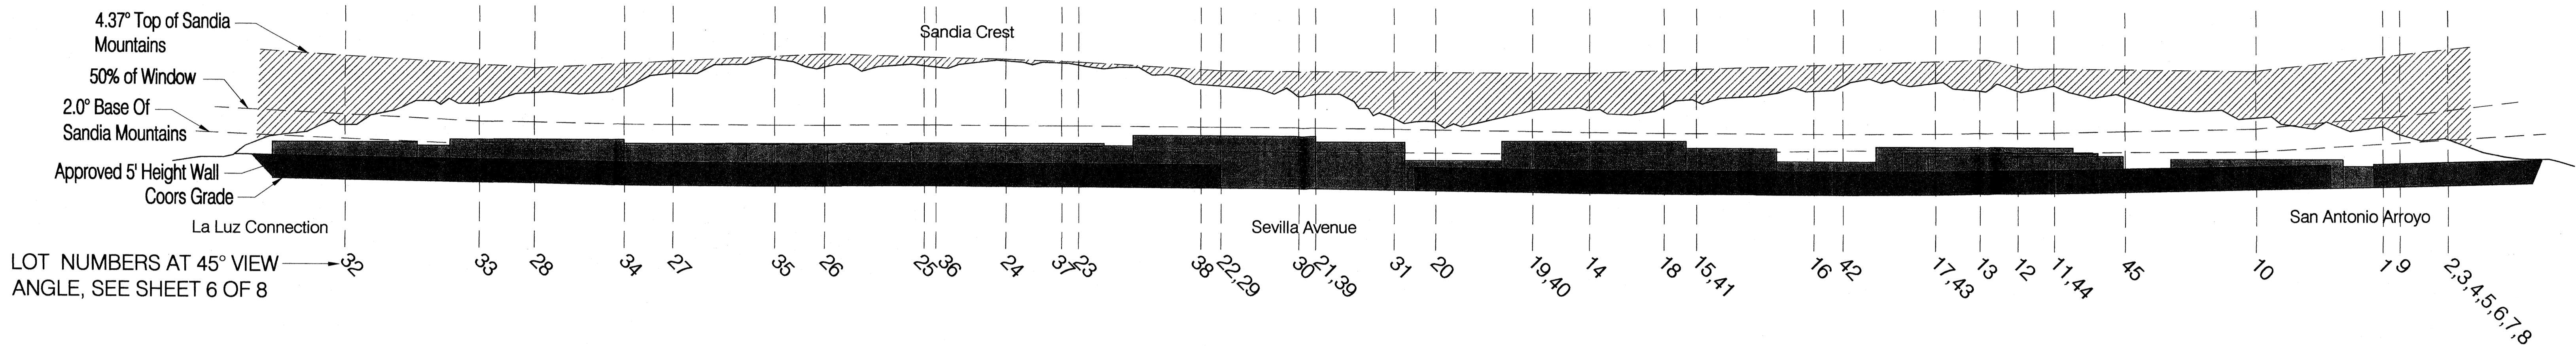 4.37° Top of Sandia
Mountains
Sandia Crest
50% of Window
2.0° Base Of
Sandia Mountains
Approved 5' Height Wall
Coors Grade
La Luz Connection
Sevilla Avenue
San Antonio Arroyo
LOT NUMBERS AT 45° VIEW
ANGLE, SEE SHEET 6 OF 8
32
33
28
34
27
35
26
25
36
24
37
23
38
22,29
30
21,39
31
20
19,40
14
18
15,41
16
42
17,43
13
12
11,44
45
10
1
9
2,3,4,5,6,7,8